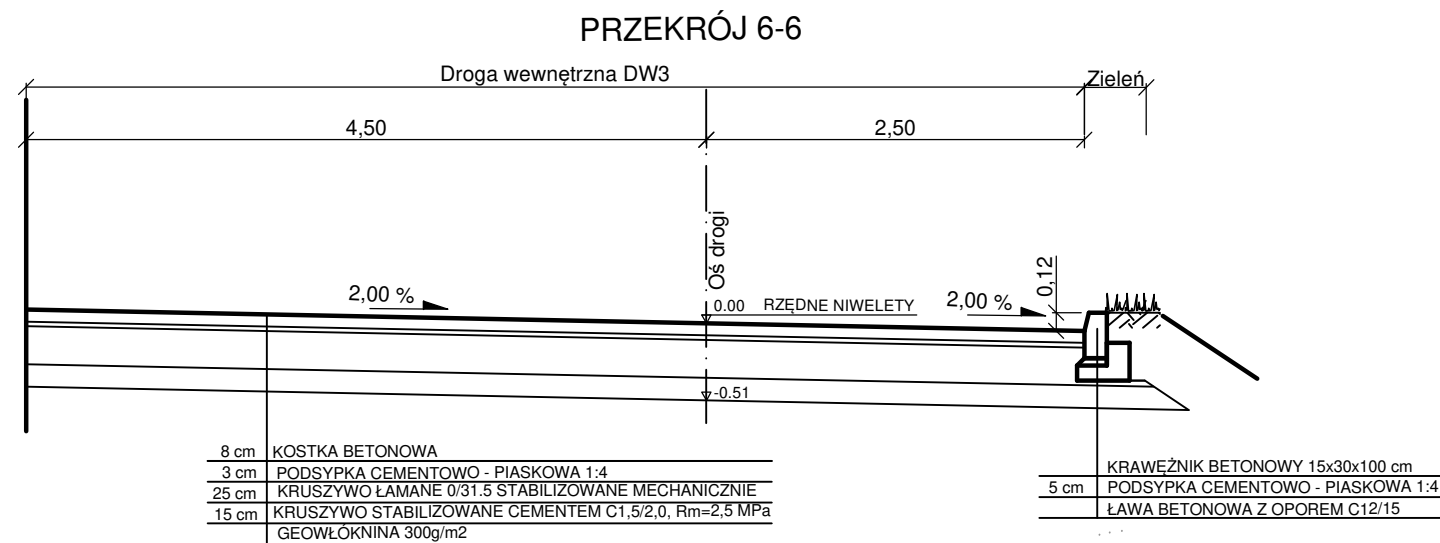 PRZEKRÓJ 6-6
Droga wewnętrzna DW3
Zieleń
4,50
2,50
Oś drogi
0,12
2,00 %
0.00
RZĘDNE NIWELETY
2,00 %
-0.51
8 cm KOSTKA BETONOWA
3 cm PODSYPKA CEMENTOWO - PIASKOWA 1:4
25 cm KRUSZYWO ŁAMANE 0/31.5 STABILIZOWANE MECHANICZNIE
15 cm KRUSZYWO STABILIZOWANE CEMENTEM C1,5/2,0, Rm=2,5 MPa
GEOWŁÓKNINA 300g/m2
KRAWĘŻNIK BETONOWY 15x30x100 cm
5 cm PODSYPKA CEMENTOWO - PIASKOWA 1:4
ŁAWA BETONOWA Z OPOREM C12/15